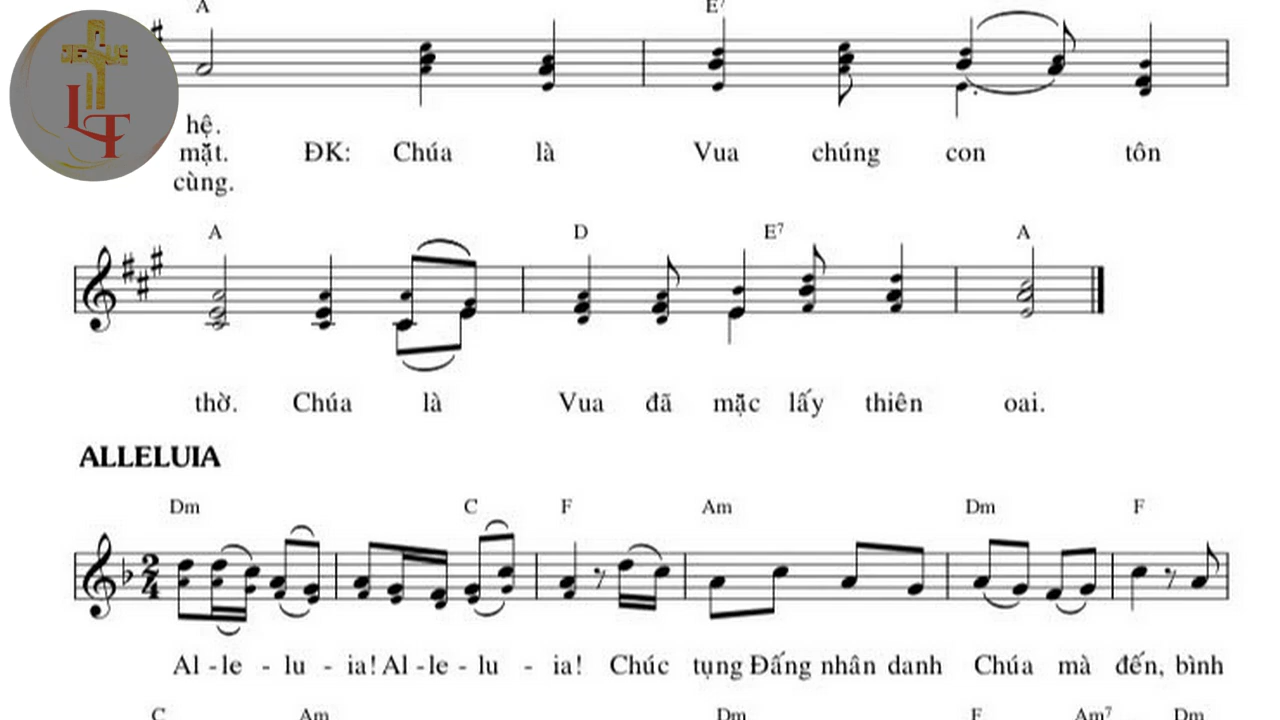 A E7
JESUS
LT
hệ.
mặt. ĐK: Chúa là Vua chúng con tôn
cùng.
A D E7 A
thờ. Chúa là Vua đã mặc lấy thiên oai.
ALLELUIA
Dm C F Am Dm F
2
4
Al - le - lu - ia! Al - le - lu - ia! Chúc tụng Đấng nhân danh Chúa mà đến, bình
C Am Dm F Am7 Dm